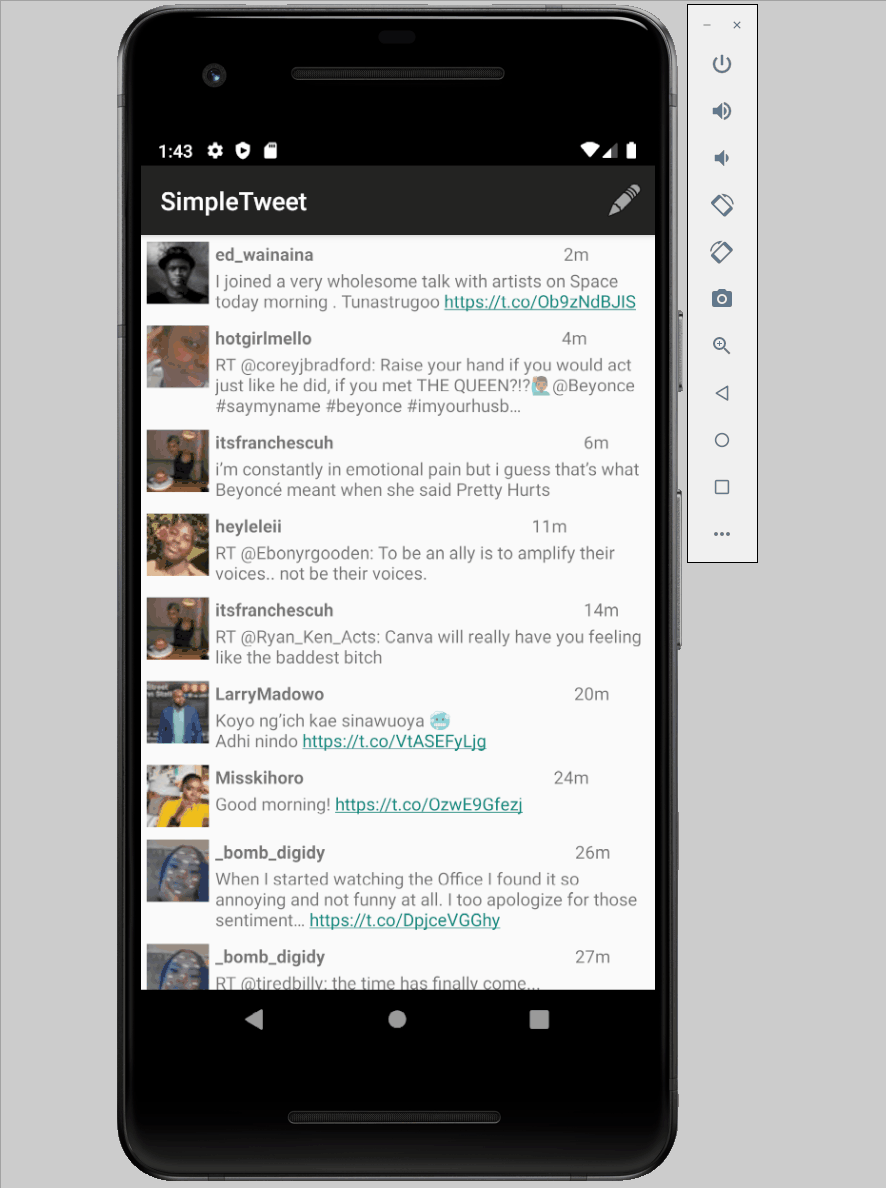 1:43
SimpleTweet
ed_wainaina 2m
I joined a very wholesome talk with artists on Space
today morning . Tunastrugoo https://t.co/Ob9zNdBJIS
hotgirlmello 4m
RT @coreyjbradford: Raise your hand if you would act
just like he did, if you met THE QUEEN?!?🙋🏽‍♂️@Beyonce
#saymyname #beyonce #imyourhusb…
itsfranchescuh 6m
i’m constantly in emotional pain but i guess that’s what
Beyoncé meant when she said Pretty Hurts
heyleleii 11m
RT @Ebonyrgooden: To be an ally is to amplify their
voices.. not be their voices.
itsfranchescuh 14m
RT @Ryan_Ken_Acts: Canva will really have you feeling
like the baddest bitch
LarryMadowo 20m
Koyo ng’ich kae sinawuoya 🥶
Adhi nindo https://t.co/VtASEFyLjg
Misskihoro 24m
Good morning! https://t.co/OzwE9Gfezj
_bomb_digidy 26m
When I started watching the Office I found it so
annoying and not funny at all. I too apologize for those
sentiment… https://t.co/DpjceVGGhy
_bomb_digidy 27m
RT @tiredbilly: the time has finally come...